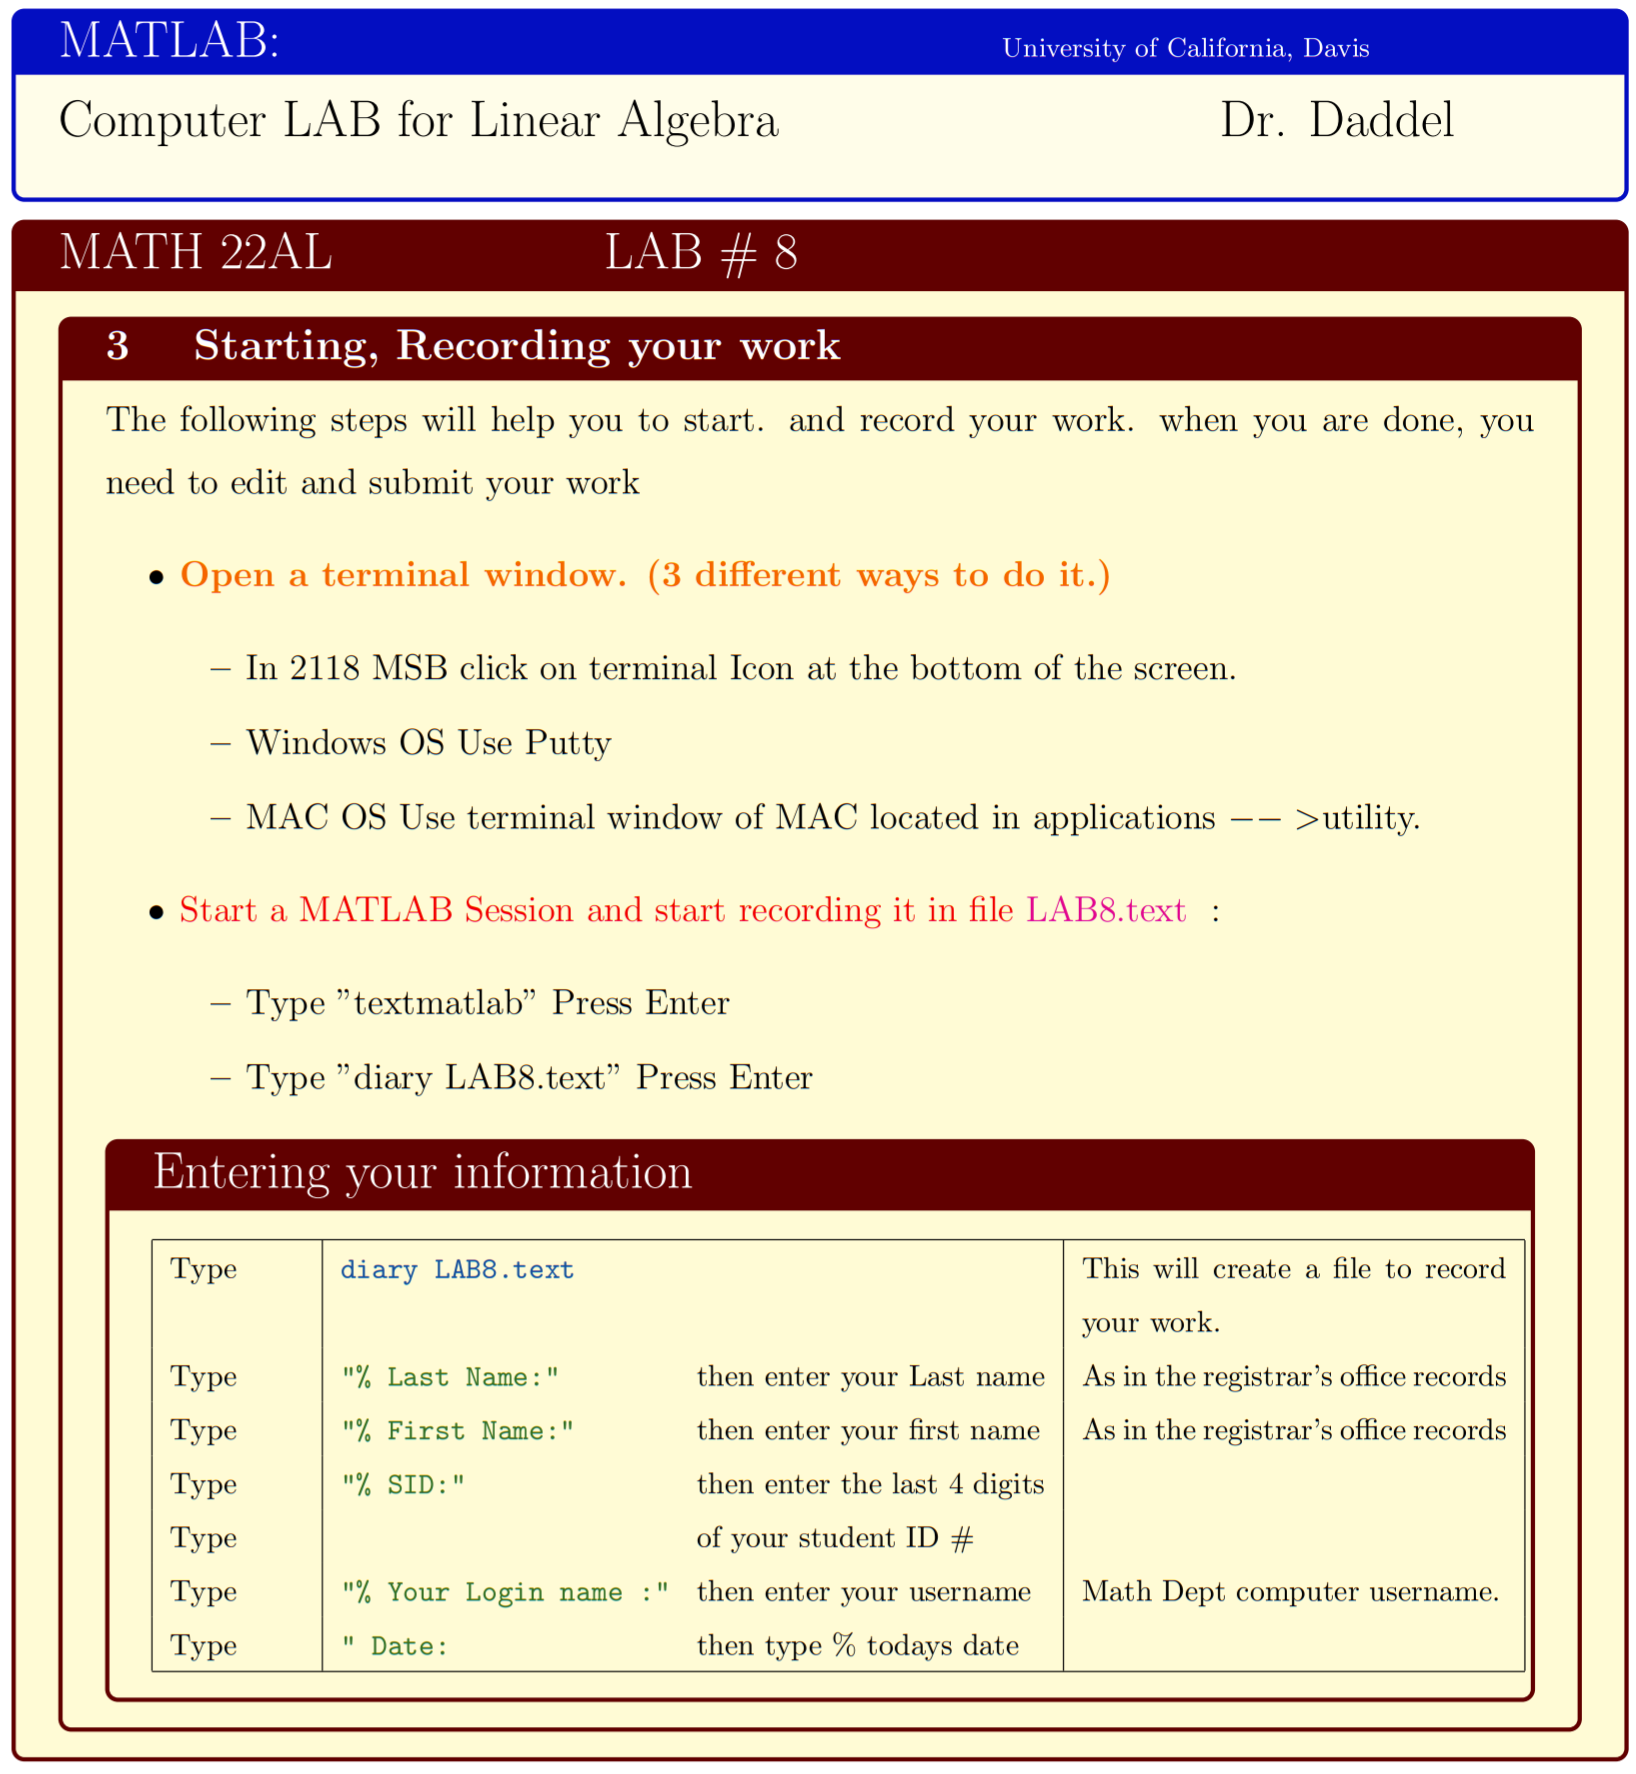 MATLAB: University of California, Davis
Computer LAB for Linear Algebra Dr. Daddel
MATH 22AL LAB # 8
3 Starting, Recording your work
The following steps will help you to start. and record your work. when you are done, you
need to edit and submit your work
• Open a terminal window. (3 different ways to do it.)
– In 2118 MSB click on terminal Icon at the bottom of the screen.
– Windows OS Use Putty
– MAC OS Use terminal window of MAC located in applications −− >utility.
• Start a MATLAB Session and start recording it in file LAB8.text :
– Type ”textmatlab” Press Enter
– Type ”diary LAB8.text” Press Enter
Entering your information
Type diary LAB8.text This will create a file to record
your work.
Type "% Last Name:" then enter your Last name As in the registrar’s office records
Type "% First Name:" then enter your first name As in the registrar’s office records
Type "% SID:" then enter the last 4 digits
Type of your student ID #
Type "% Your Login name :" then enter your username Math Dept computer username.
Type " Date: then type % todays date